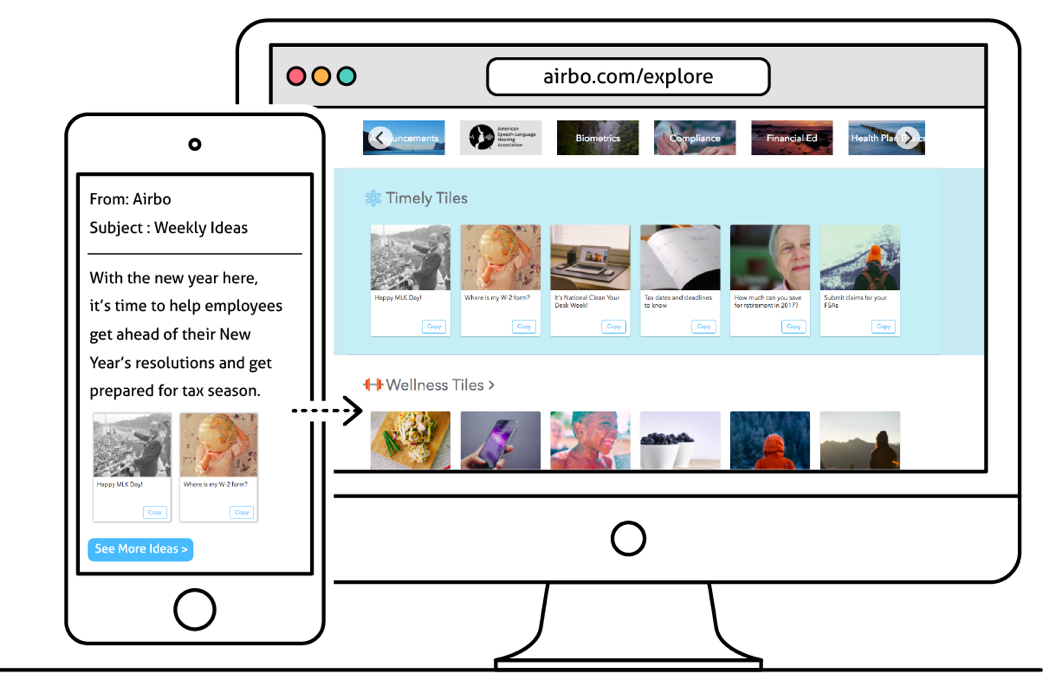 airbo.com/explore
uncements
American
Speech-Language
Hearing
Association
Biometrics
Compliance
Financial Ed
Health Plan
Timely Tiles
Happy MLK Day!
Copy
Where is my W-2 form?
Copy
It's National Clean Your
Desk Week!
Copy
Tax dates and deadlines
to know
Copy
How much can you save
for retirement in 2017?
Copy
Submit claims for your
FSAs
Copy
Wellness Tiles >
From: Airbo
Subject : Weekly Ideas
With the new year here,
it's time to help employees
get ahead of their New
Year's resolutions and get
prepared for tax season.
Happy MLK Day!
Copy
Where is my W-2 form?
Copy
See More Ideas >